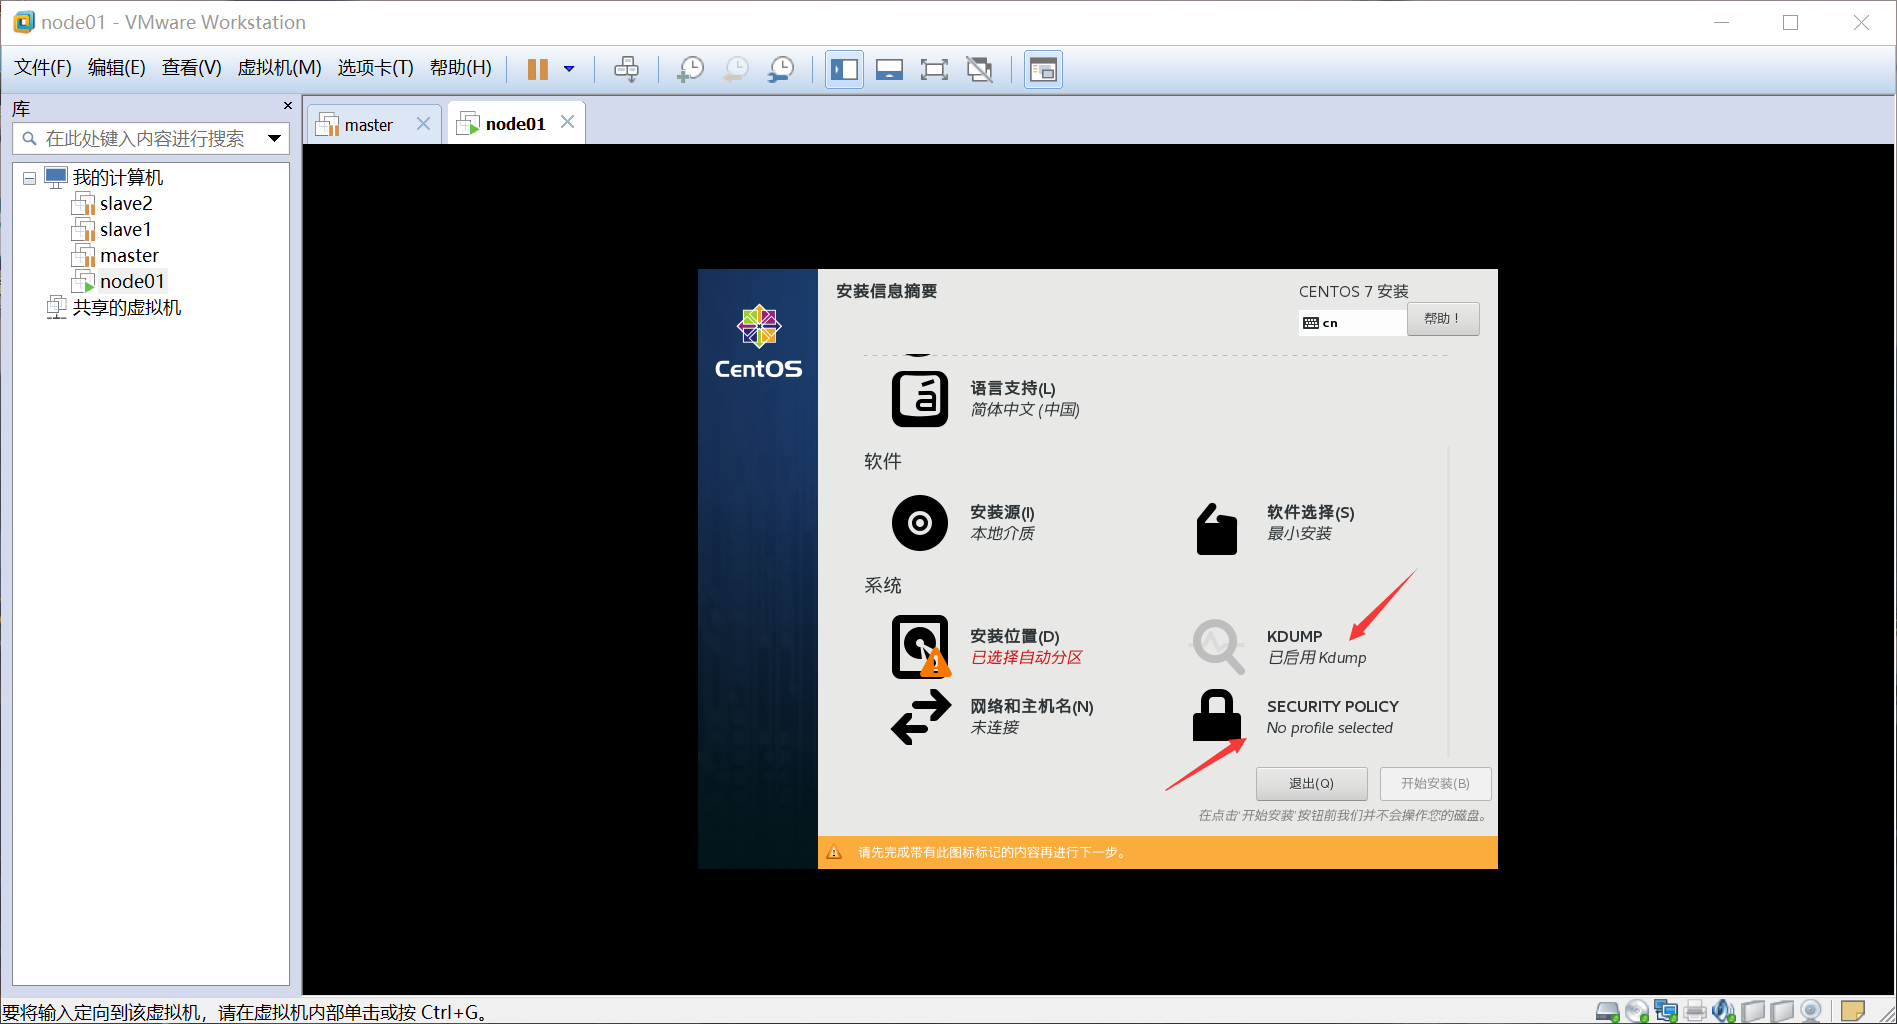 node01 - VMware Workstation
文件(F) 编辑(E) 查看(V) 虚拟机(M) 选项卡(T) 帮助(H)
库
在此处键入内容进行搜索
我的计算机
slave2
slave1
master
node01
共享的虚拟机
master
node01
CentOS
安装信息摘要
CENTOS 7 安装
cn
帮助！
语言支持(L)
简体中文 (中国)
软件
安装源(I)
本地介质
软件选择(S)
最小安装
系统
安装位置(D)
已选择自动分区
KDUMP
已启用 Kdump
网络和主机名(N)
未连接
SECURITY POLICY
No profile selected
退出(Q)
开始安装(B)
在点击'开始安装'按钮前我们并不会操作您的磁盘。
请先完成带有此图标标记的内容再进行下一步。
要将输入定向到该虚拟机，请在虚拟机内部单击或按 Ctrl+G。